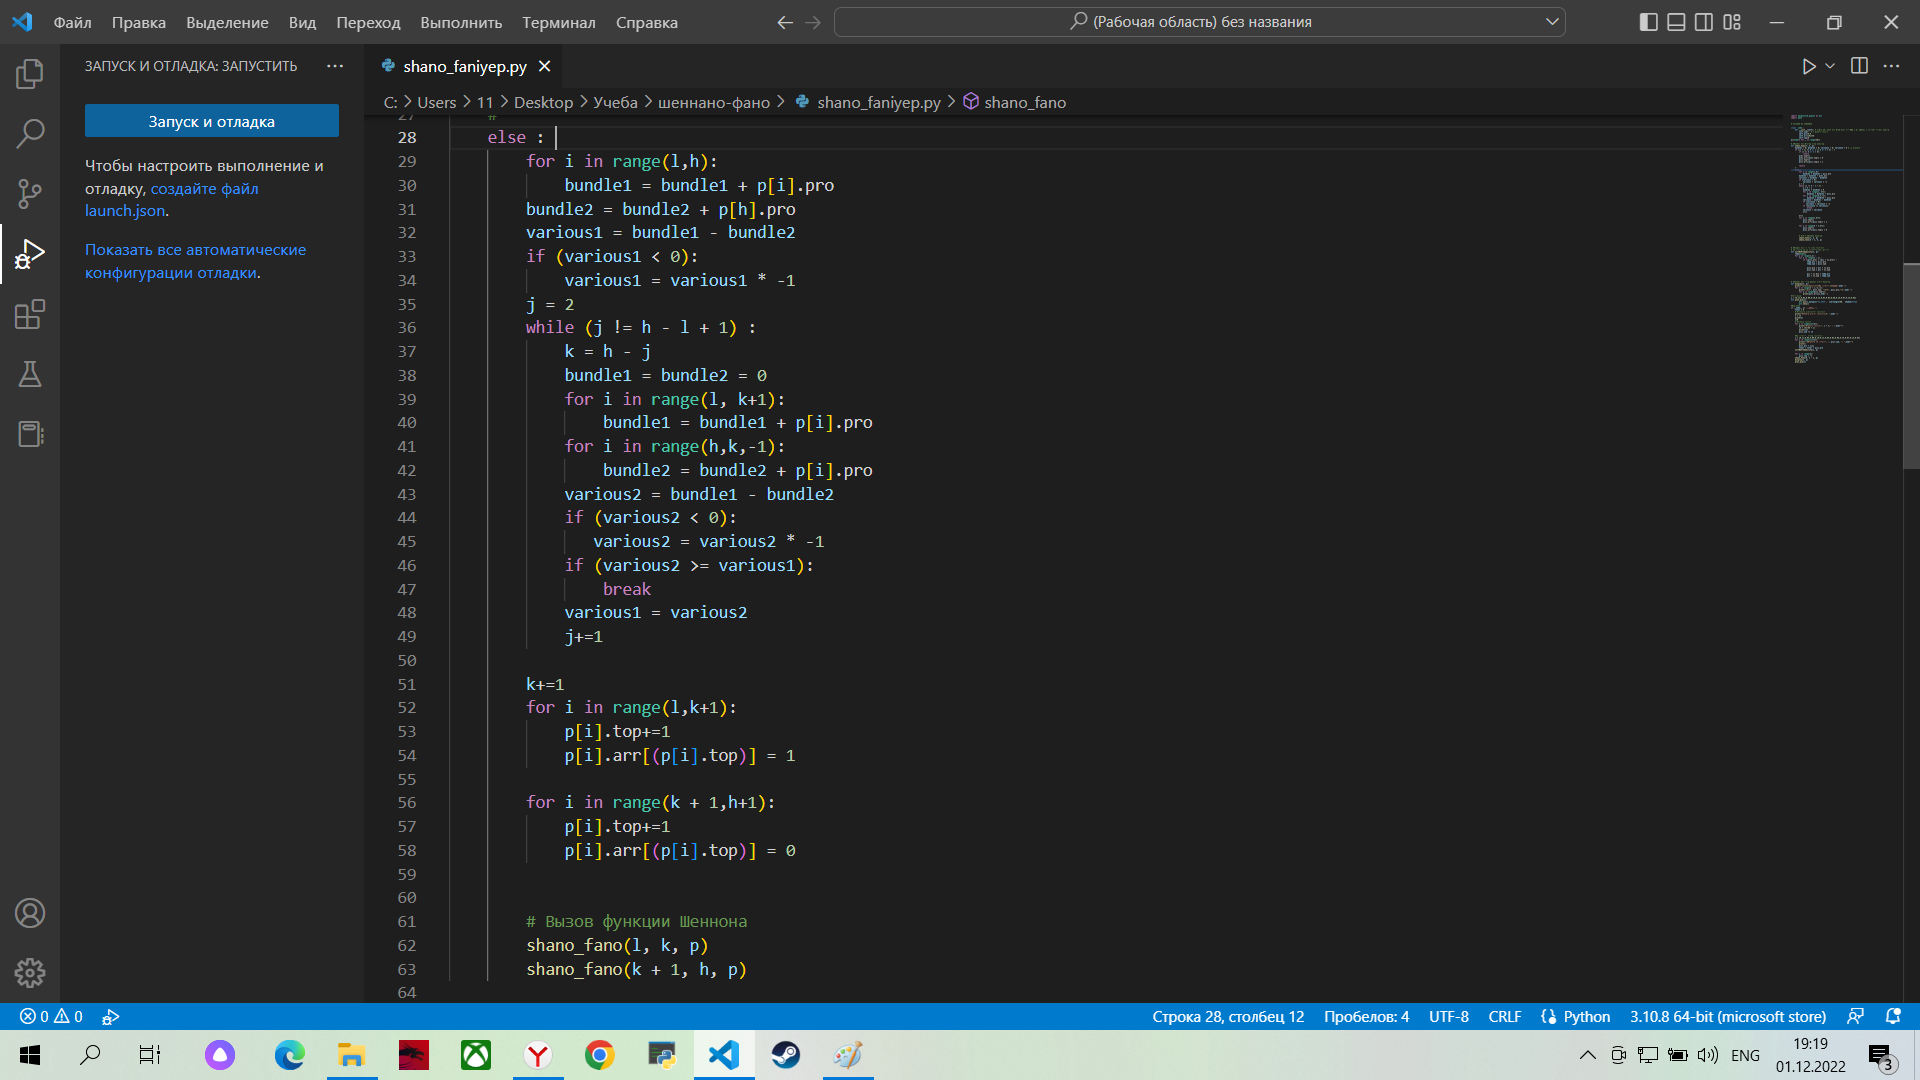 Файл Правка Выделение Вид Переход Выполнить Терминал Справка
(Рабочая область) без названия
ЗАПУСК И ОТЛАДКА: ЗАПУСТИТЬ ···
Запуск и отладка
Чтобы настроить выполнение и
отладку, создайте файл
launch.json.
Показать все автоматические
конфигурации отладки.
shano_faniyep.py
C: > Users > 11 > Desktop > Учеба > шеннано-фано > shano_faniyep.py > shano_fano
27 #
28 else :
29 for i in range(l,h):
30 bundle1 = bundle1 + p[i].pro
31 bundle2 = bundle2 + p[h].pro
32 various1 = bundle1 - bundle2
33 if (various1 < 0):
34 various1 = various1 * -1
35 j = 2
36 while (j != h - l + 1) :
37 k = h - j
38 bundle1 = bundle2 = 0
39 for i in range(l, k+1):
40 bundle1 = bundle1 + p[i].pro
41 for i in range(h,k,-1):
42 bundle2 = bundle2 + p[i].pro
43 various2 = bundle1 - bundle2
44 if (various2 < 0):
45 various2 = various2 * -1
46 if (various2 >= various1):
47 break
48 various1 = various2
49 j+=1
50
51 k+=1
52 for i in range(l,k+1):
53 p[i].top+=1
54 p[i].arr[(p[i].top)] = 1
55
56 for i in range(k + 1,h+1):
57 p[i].top+=1
58 p[i].arr[(p[i].top)] = 0
59
60
61 # Вызов функции Шеннона
62 shano_fano(l, k, p)
63 shano_fano(k + 1, h, p)
64
0 0 Строка 28, столбец 12 Пробелов: 4 UTF-8 CRLF Python 3.10.8 64-bit (microsoft store)
ENG
19:19
01.12.2022
3